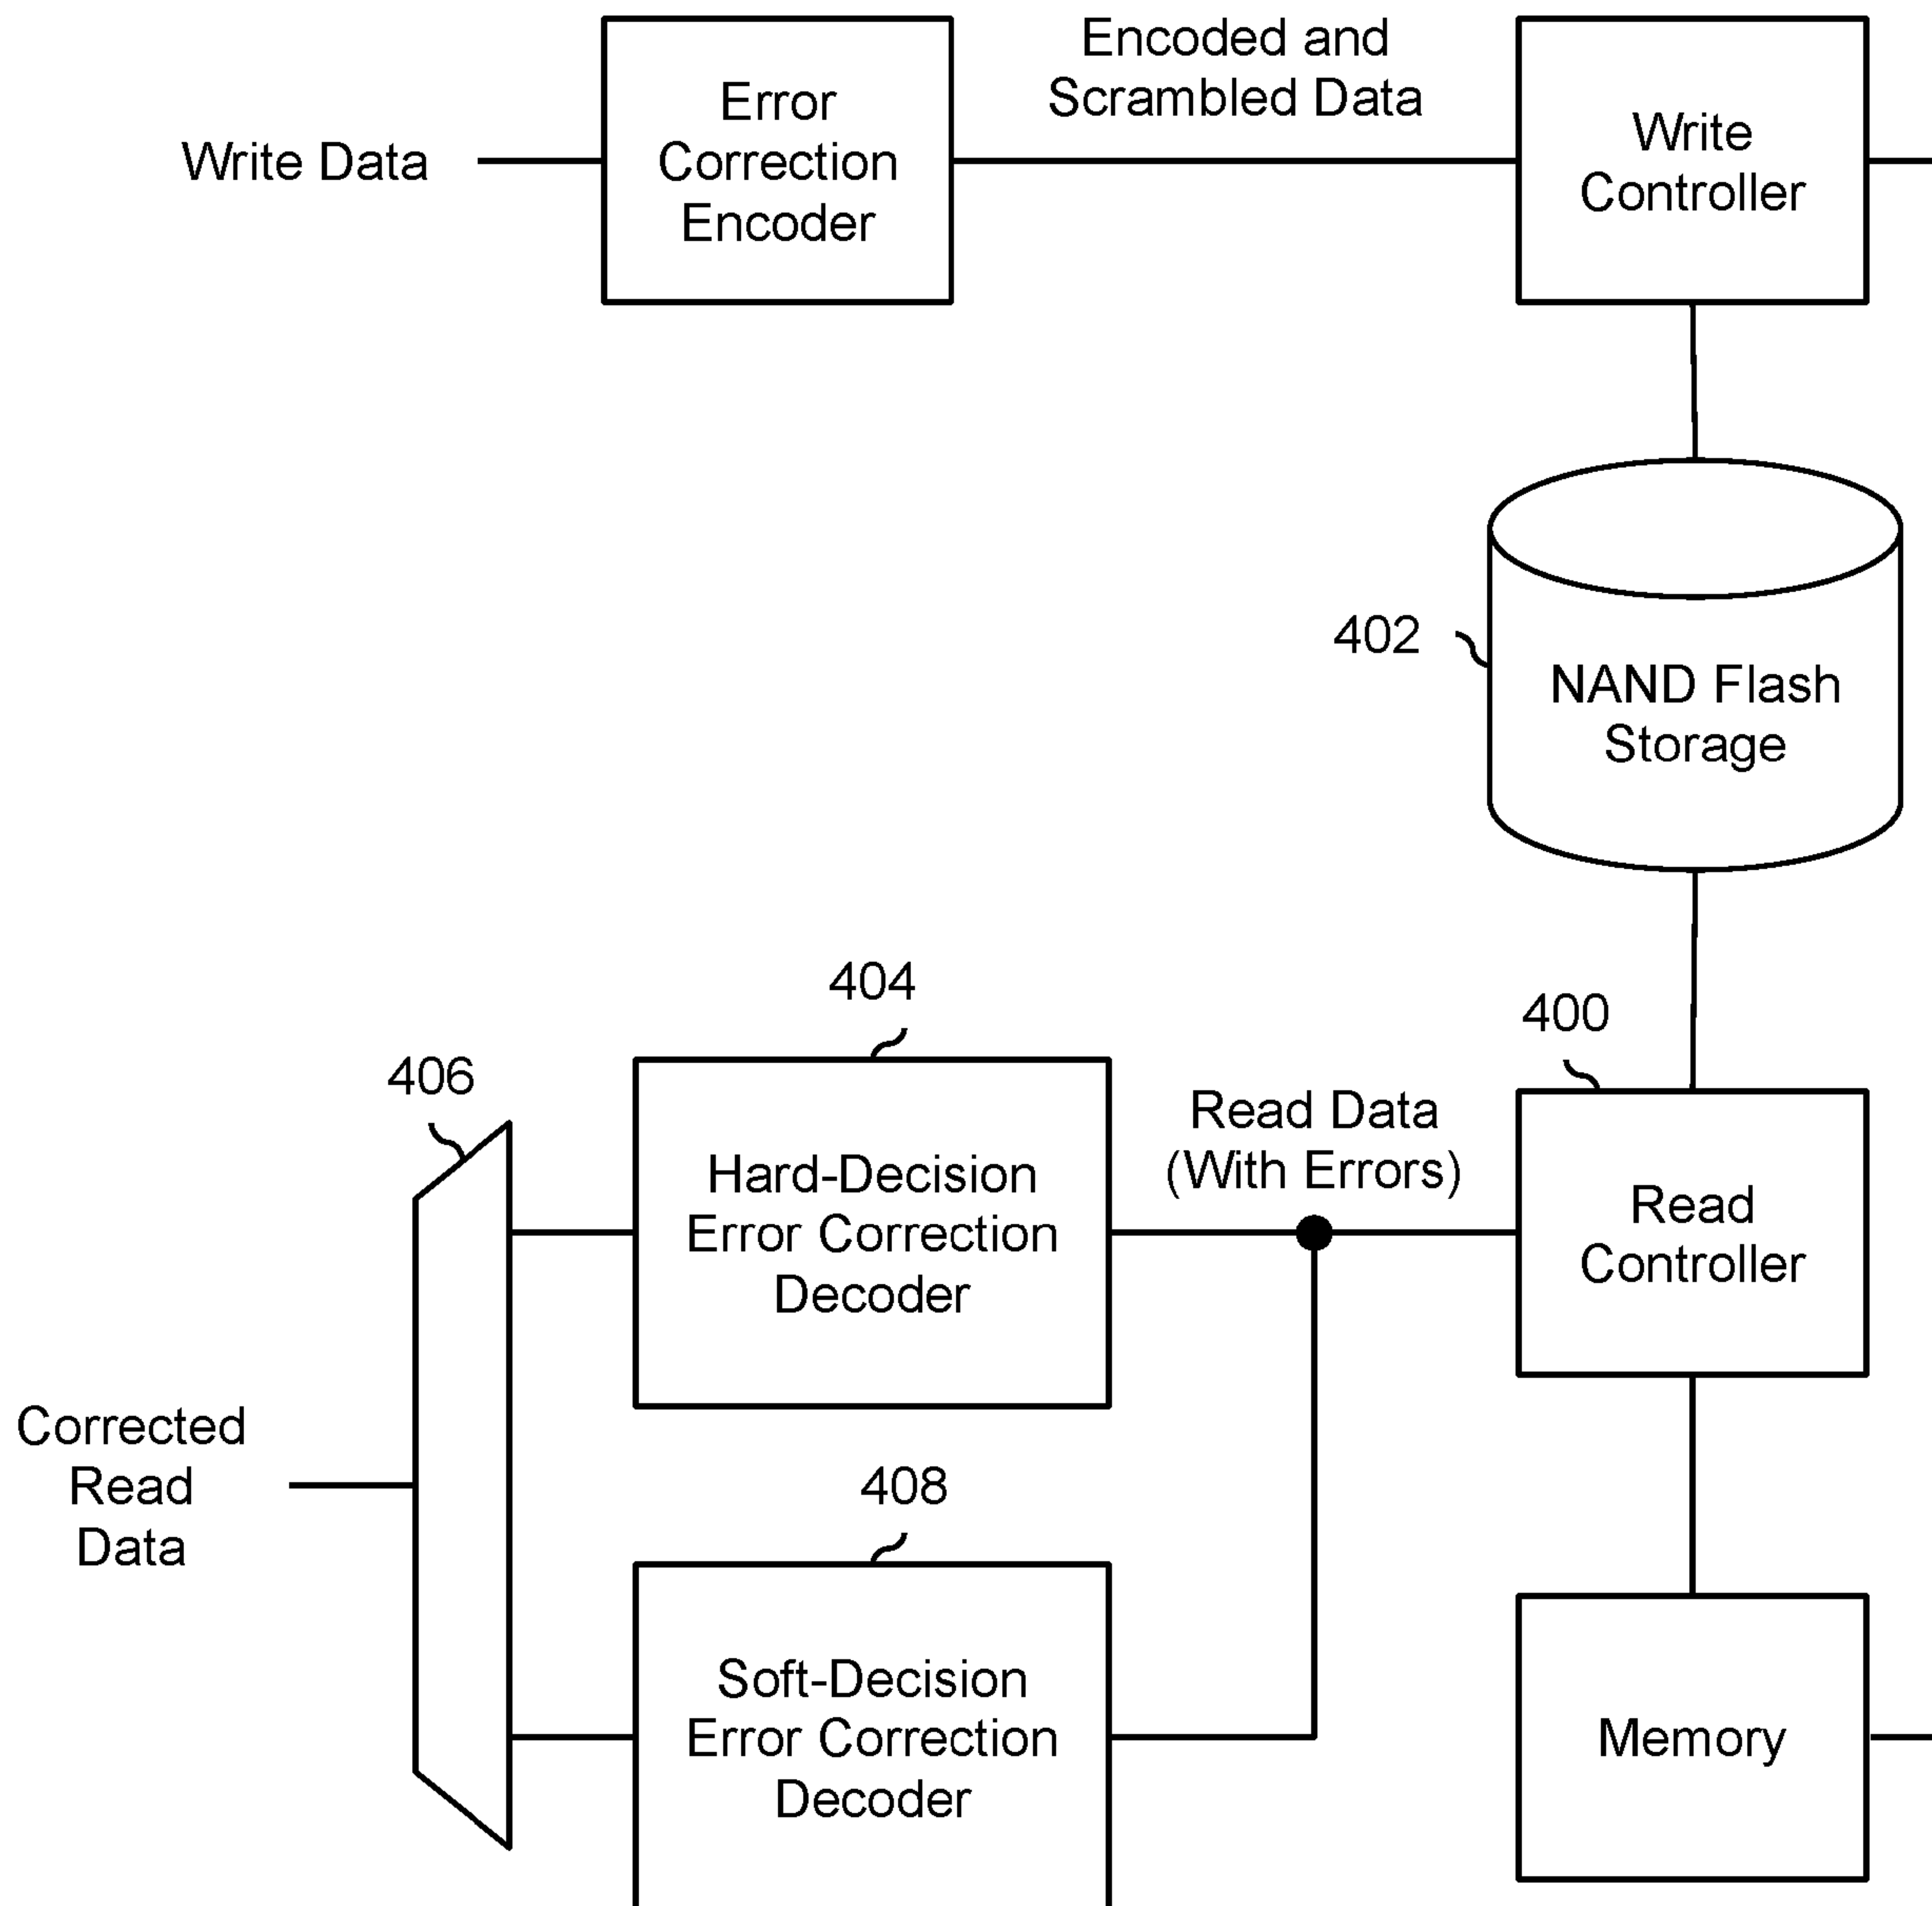 Encoded and
Scrambled Data
Write Data
Error
Correction
Encoder
Write
Controller
402
NAND Flash
Storage
404
400
406
Hard-Decision
Error Correction
Decoder
Read Data
(With Errors)
Read
Controller
Corrected
Read
Data
408
Soft-Decision
Error Correction
Decoder
Memory